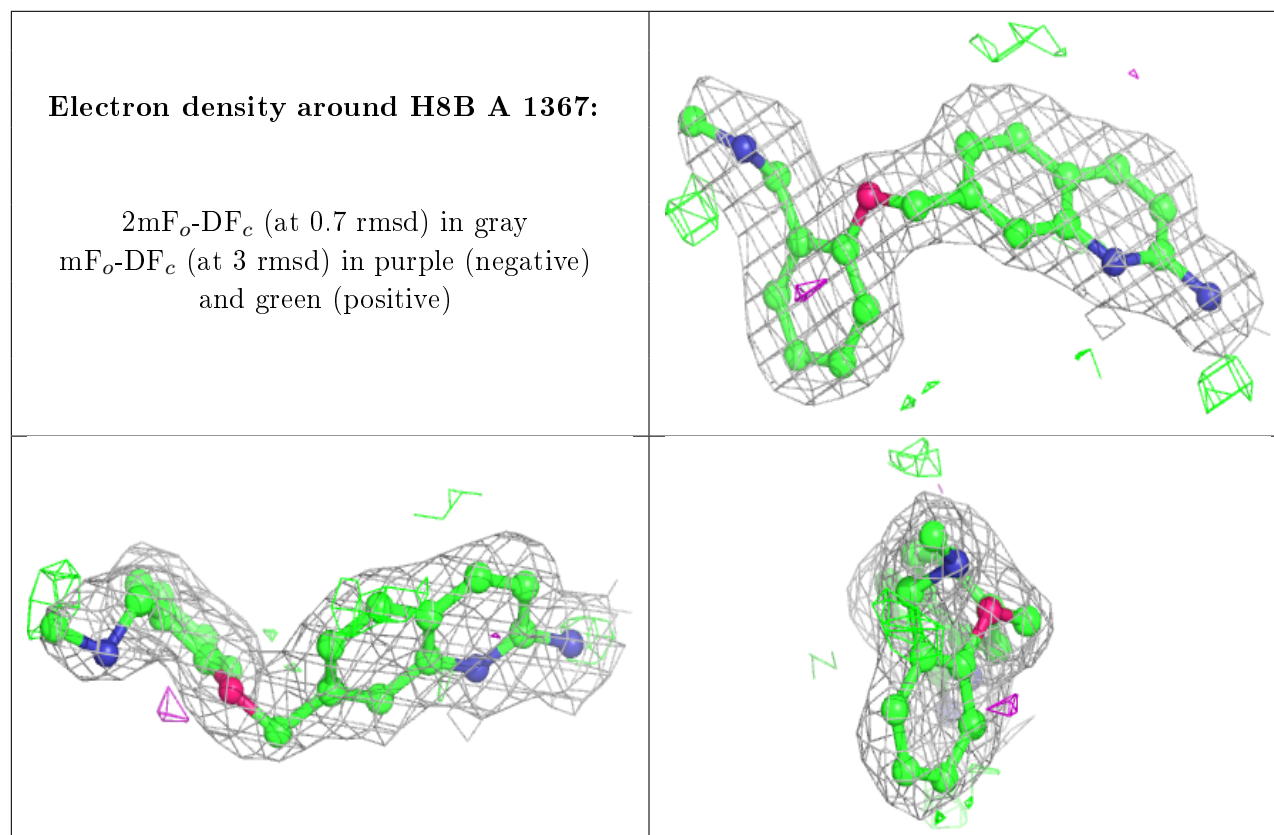 Electron density around H8B A 1367:
2mFo-DFc (at 0.7 rmsd) in gray
mFo-DFc (at 3 rmsd) in purple (negative)
and green (positive)